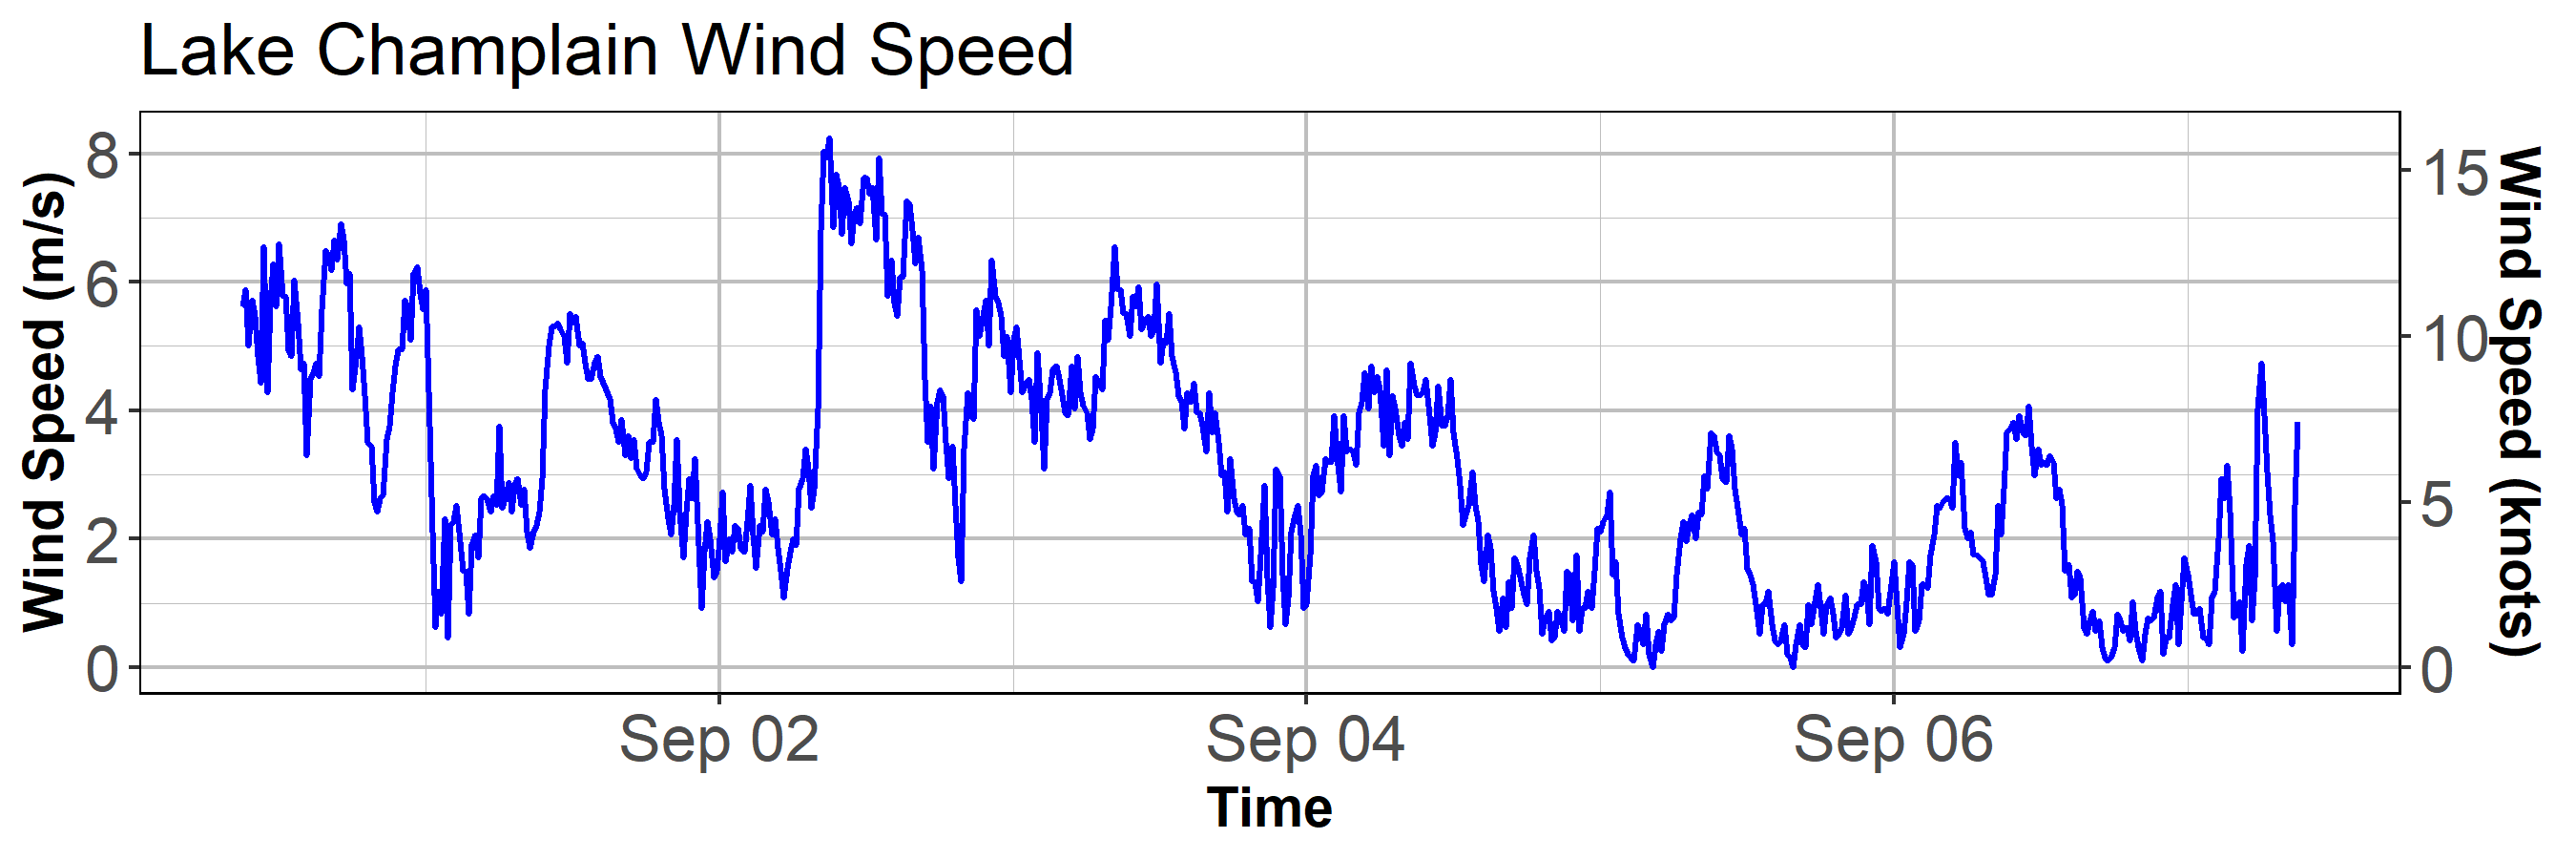 Lake Champlain Wind Speed
Wind Speed (m/s)
8
6
4
2
0
15
10
5
0
Wind Speed (knots)
Sep 02
Sep 04
Sep 06
Time